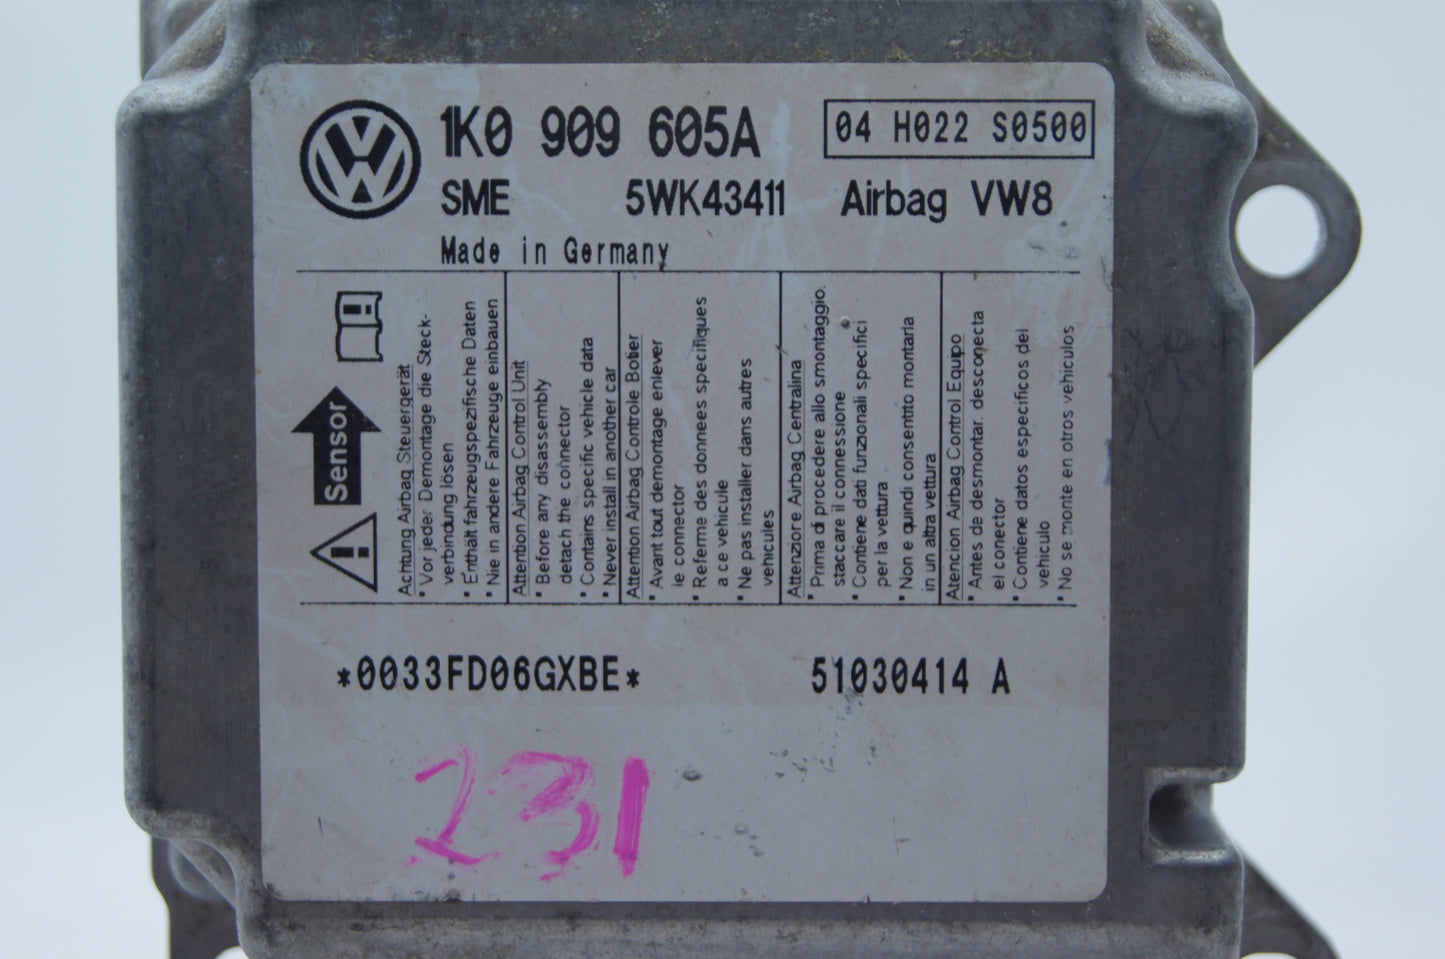 1K0 909 605A
04 H022 S0500
SME 5WK43411 Airbag VW8
Made in Germany
Sensor
Achtung Airbag Steuergerät
* Vor jeder Demontage die Steck-
verbindung lösen
* Enthält fahrzeugspezifische Daten
* Nie in andere Fahrzeuge einbauen
Attention Airbag Control Unit
* Before any disassembly
detach the connector
* Contains specific vehicle data
* Never install in another car
Attention Airbag Controle Botier
* Avant tout demontage enlever
le connector
* Referme des donnees specifiques
a ce vehicule
* Ne pas installer dans autres
vehicules
Attenziore Airbag Centralina
* Prima di procedere allo smontaggio.
staccare il connessione
* Contiene dati funzionali specifici
per la vettura
* Non e quindi consentito montarla
in un altra vettura
Atencion Airbag Control Equipo
* Antes de desmontar. desconecta
el conector
* Contiene datos especificos del
vehiculo
* No se monte en otros vehiculos
*0033FD06GXBE* 51030414 A
231